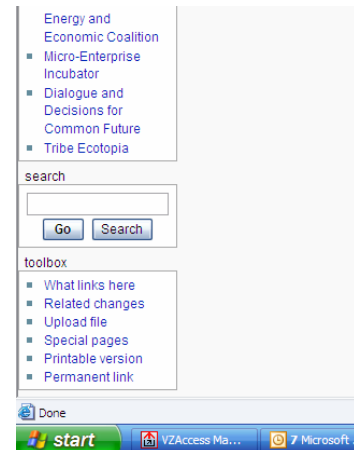 Energy and
Economic Coalition
Micro-Enterprise
Incubator
Dialogue and
Decisions for
Common Future
Tribe Ecotopia
search
Go Search
toolbox
What links here
Related changes
Upload file
Special pages
Printable version
Permanent link
Done
start VZAccess Ma... 7 Microsoft